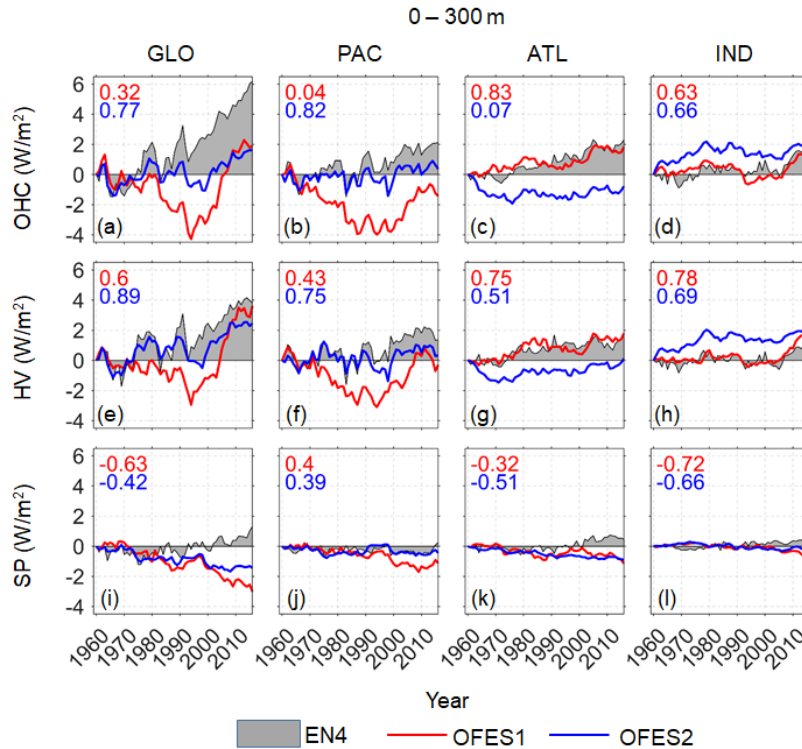 0 – 300 m
GLO PAC ATL IND
OHC (W/m²)
6
4
2
0
-2
-4
0.32
0.77
(a)
0.04
0.82
(b)
0.83
0.07
(c)
0.63
0.66
(d)
HV (W/m²)
6
4
2
0
-2
-4
0.6
0.89
(e)
0.43
0.75
(f)
0.75
0.51
(g)
0.78
0.69
(h)
SP (W/m²)
6
4
2
0
-2
-4
-0.63
-0.42
(i)
0.4
0.39
(j)
-0.32
-0.51
(k)
-0.72
-0.66
(l)
1960 1970 1980 1990 2000 2010 1960 1970 1980 1990 2000 2010 1960 1970 1980 1990 2000 2010 1960 1970 1980 1990 2000 2010
Year
EN4 OFES1 OFES2